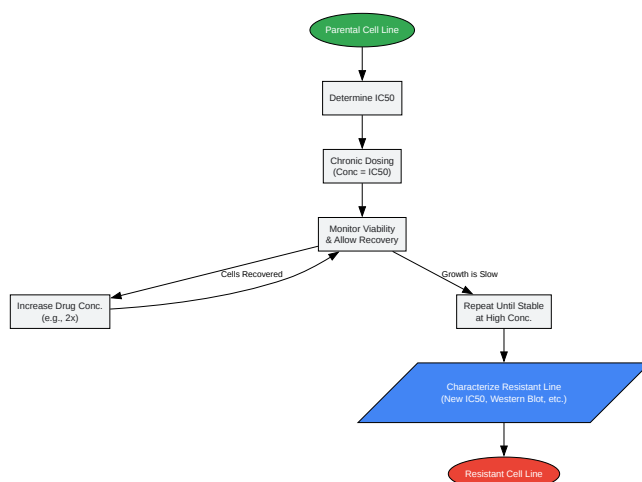 Parental Cell Line
Determine IC50
Chronic Dosing
(Conc = IC50)
Monitor Viability
& Allow Recovery
Cells Recovered
Growth is Slow
Increase Drug Conc.
(e.g., 2x)
Repeat Until Stable
at High Conc.
Characterize Resistant Line
(New IC50, Western Blot, etc.)
Resistant Cell Line